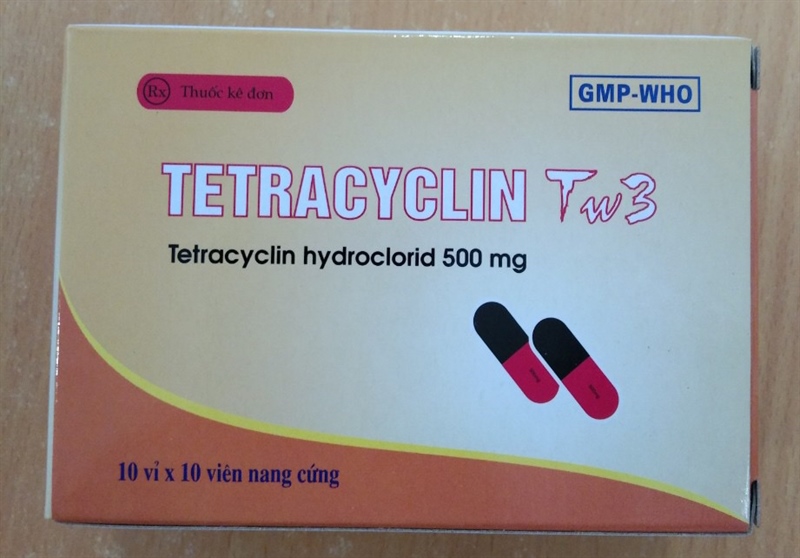 Rx Thuốc kê đơn
GMP-WHO
TETRACYCLIN Tw3
Tetracyclin hydroclorid 500 mg
10 vỉ x 10 viên nang cứng